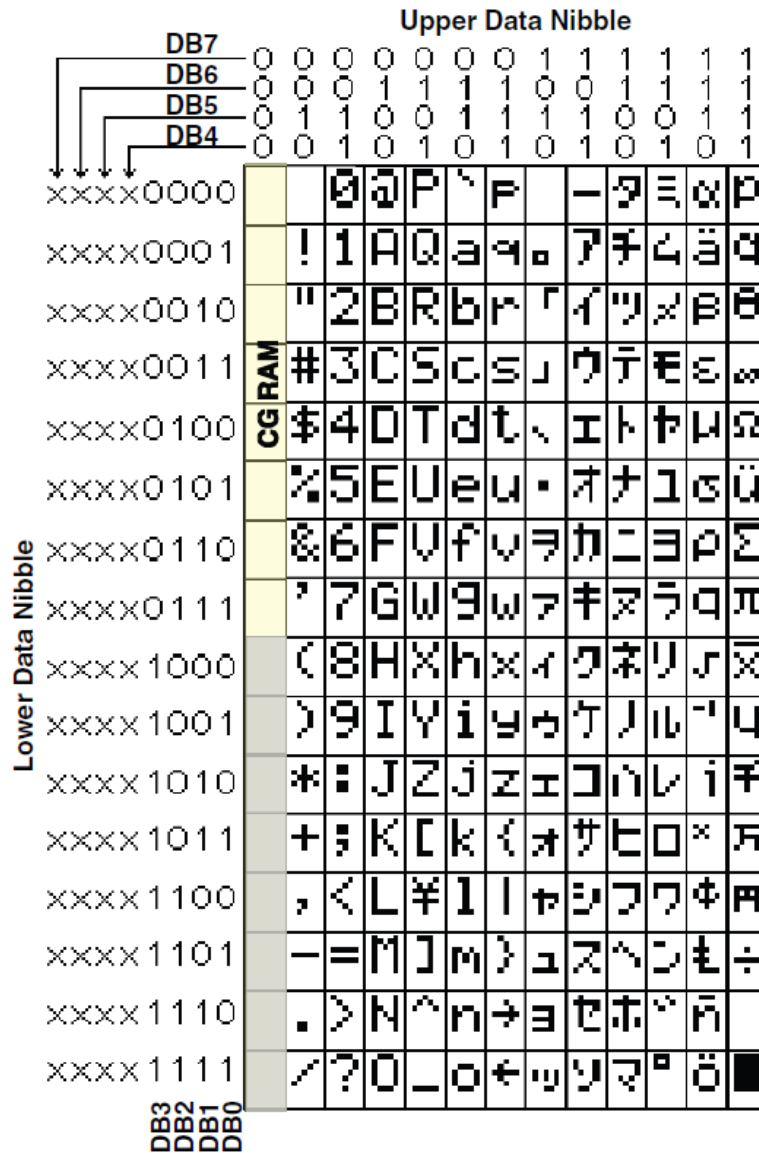 Upper Data Nibble
DB7 0 0 0 0 0 0 0 1 1 1 1 1 1
DB6 0 0 0 1 1 1 1 0 0 1 1 1 1
DB5 0 1 1 0 0 1 1 1 1 0 0 1 1
DB4 0 0 1 0 1 0 1 0 1 0 1 0 1
xxxx0000 0 @ P ` p ー タ ミ α p
xxxx0001 ! 1 A Q a q 。 ア チ ム ä q
xxxx0010 " 2 B R b r 「 イ ツ メ β θ
xxxx0011 # 3 C S c s 」 ウ テ モ ε ∞
xxxx0100 $ 4 D T d t 、 エ ト ヤ μ Ω
xxxx0101 % 5 E U e u ・ オ ナ ユ σ ü
xxxx0110 & 6 F V f v ヲ カ ニ ヨ ρ Σ
xxxx0111 ' 7 G W g w ァ キ ヌ ラ q π
xxxx1000 ( 8 H X h x ィ ク ネ リ √ x̄
xxxx1001 ) 9 I Y i y ゥ ケ ノ ル ⁻¹ y
xxxx1010 * : J Z j z ェ コ ハ レ j 千
xxxx1011 + ; K [ k { ォ サ ヒ ロ ˣ 万
xxxx1100 , < L ¥ l | ャ シ フ ワ ¢ 円
xxxx1101 - = M ] m } ュ ス ヘ ン £ ÷
xxxx1110 . > N ^ n → ョ セ ホ ゛ ñ
xxxx1111 / ? O _ o ← ッ ソ マ ゜ ö █
CG RAM
Lower Data Nibble
DB3
DB2
DB1
DB0